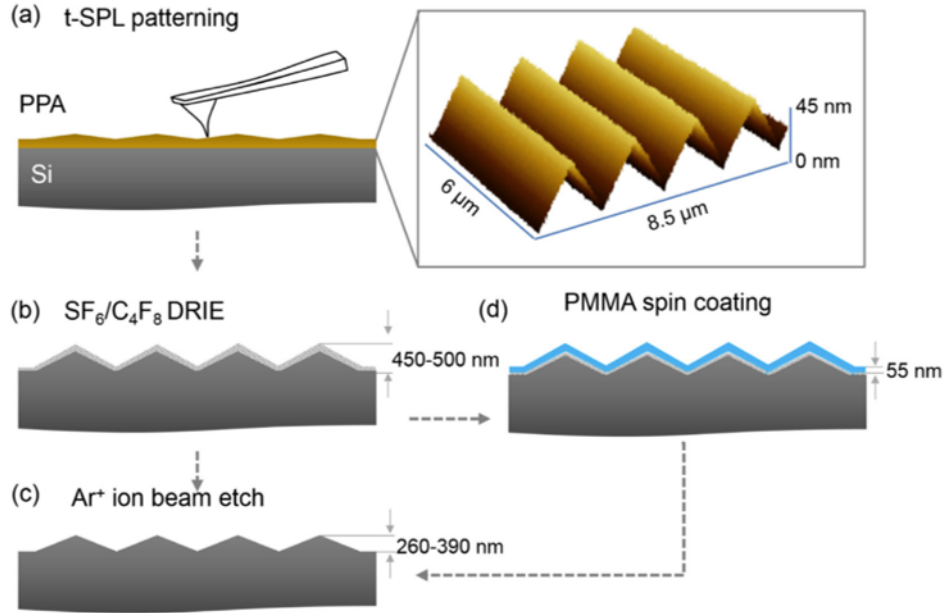 (a) t-SPL patterning
PPA
Si
45 nm
0 nm
6 μm
8.5 μm
(b) SF₆/C₄F₈ DRIE
450-500 nm
(d) PMMA spin coating
55 nm
(c) Ar⁺ ion beam etch
260-390 nm